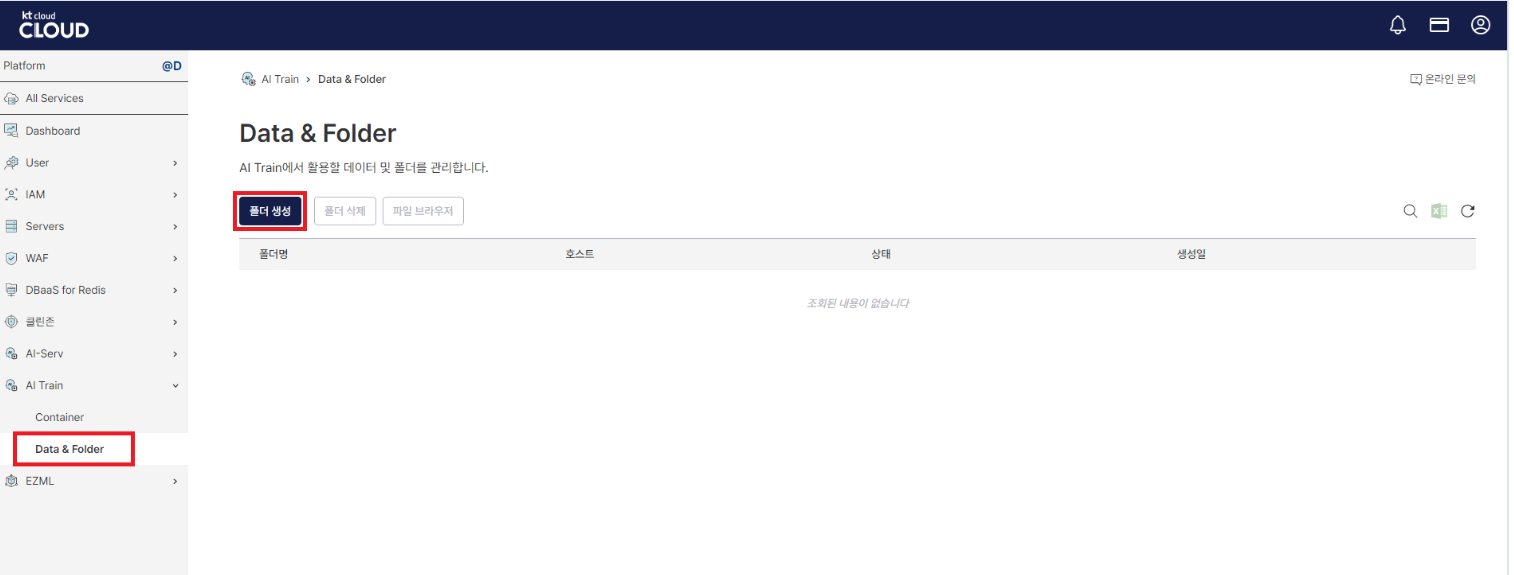 kt cloud
CLOUD
Platform @D
All Services
Dashboard
User
IAM
Servers
WAF
DBaaS for Redis
클린존
AI-Serv
AI Train
Container
Data & Folder
EZML
AI Train > Data & Folder
온라인 문의
Data & Folder
AI Train에서 활용할 데이터 및 폴더를 관리합니다.
폴더 생성 폴더 삭제 파일 브라우저
폴더명 호스트 상태 생성일
조회된 내용이 없습니다